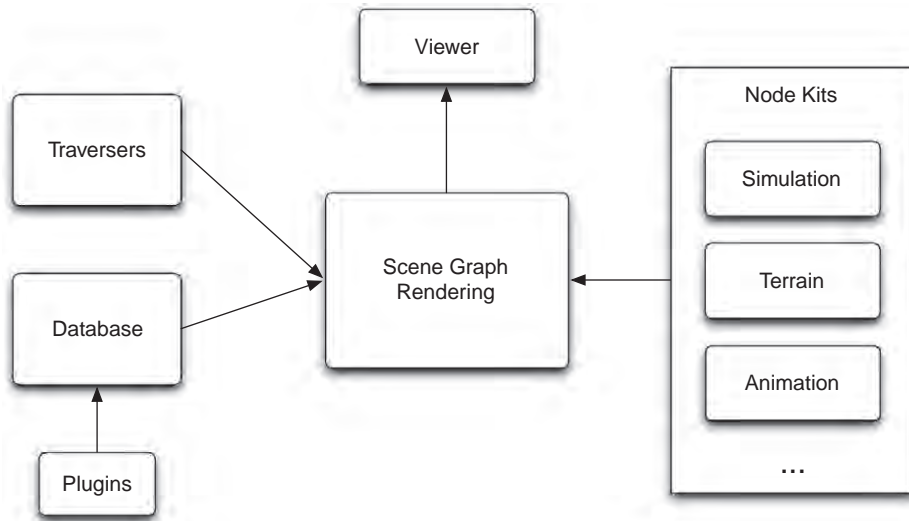 Viewer
Node Kits
Traversers
Simulation
Scene Graph
Rendering
Terrain
Database
Animation
...
Plugins